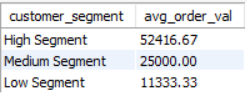 customer_segment avg_order_val
High Segment 52416.67
Medium Segment 25000.00
Low Segment 11333.33